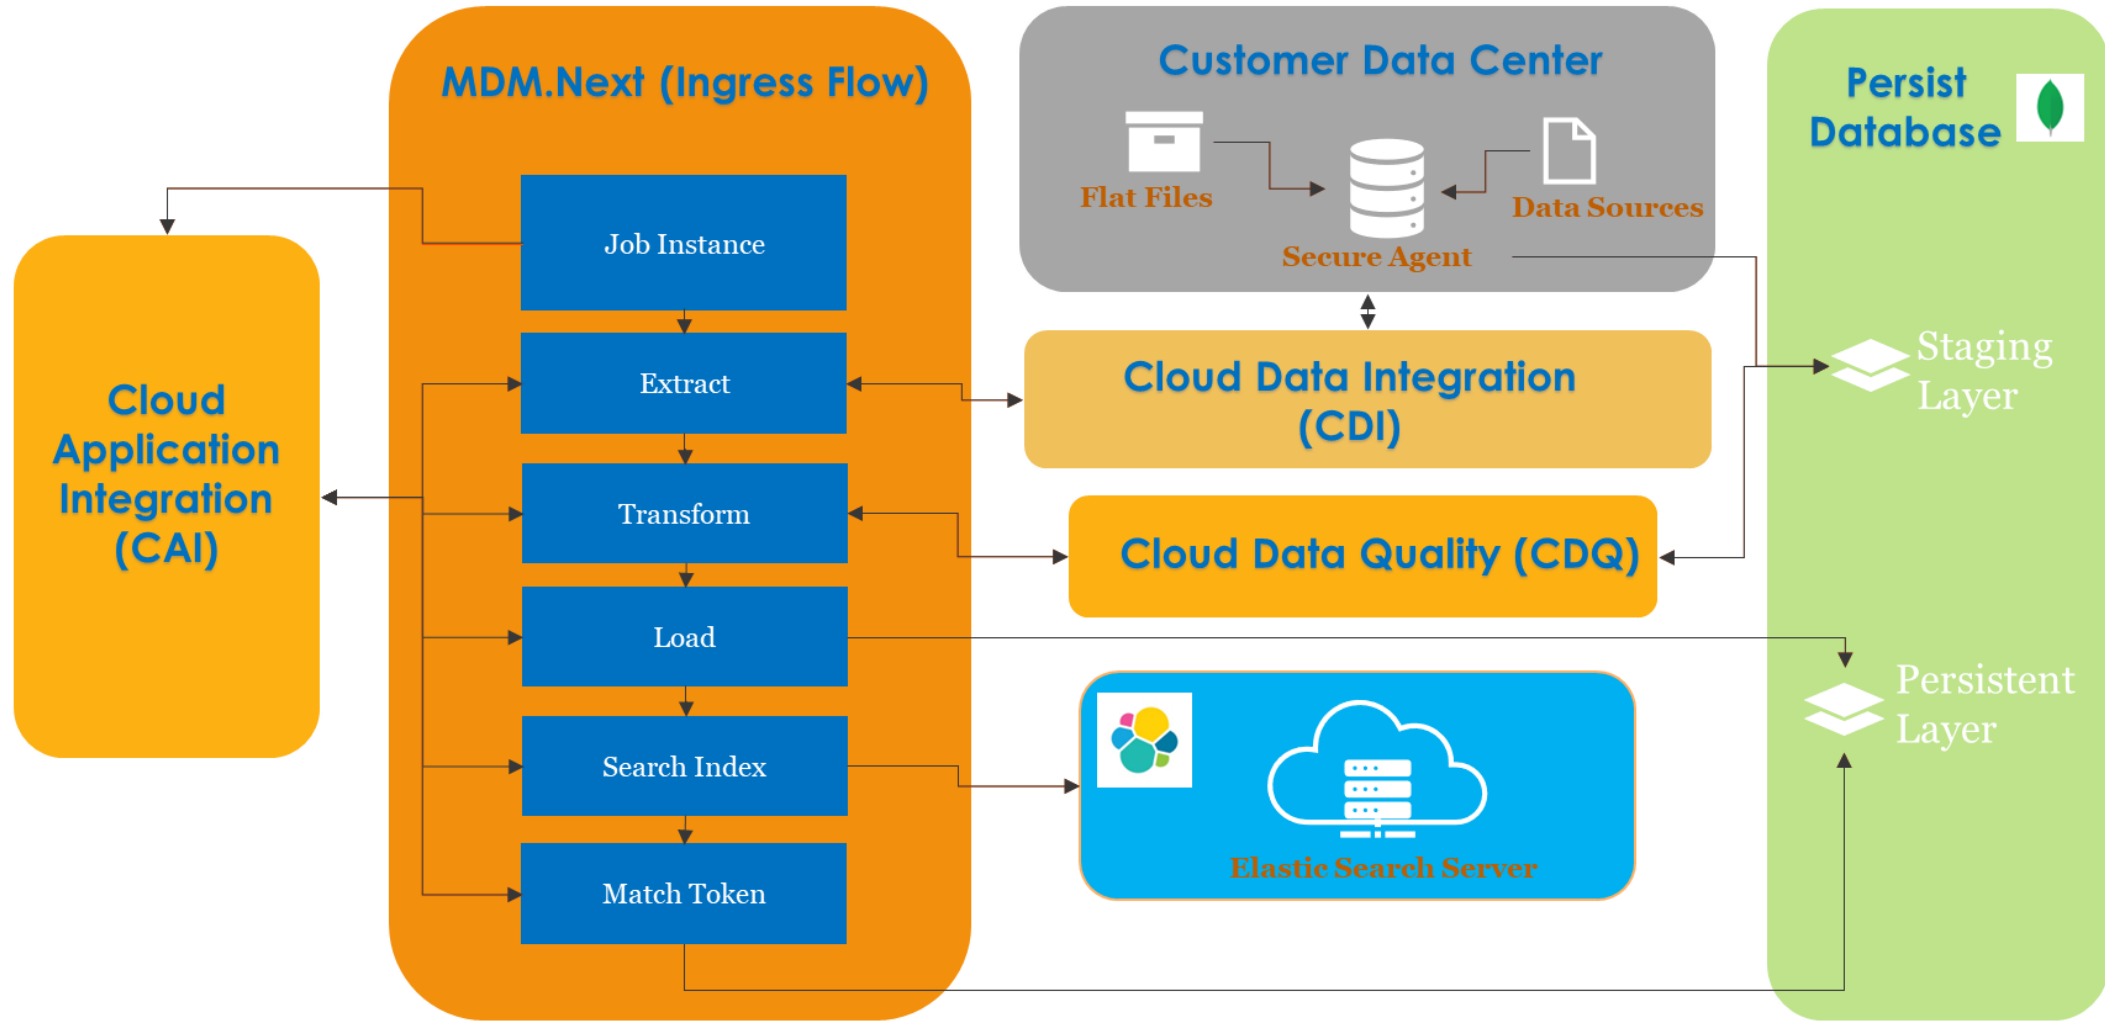 MDM.Next (Ingress Flow)
Job Instance
Extract
Transform
Load
Search Index
Match Token
Cloud
Application
Integration
(CAI)
Customer Data Center
Flat Files
Secure Agent
Data Sources
Cloud Data Integration
(CDI)
Cloud Data Quality (CDQ)
Elastic Search Server
Persist
Database
Staging
Layer
Persistent
Layer